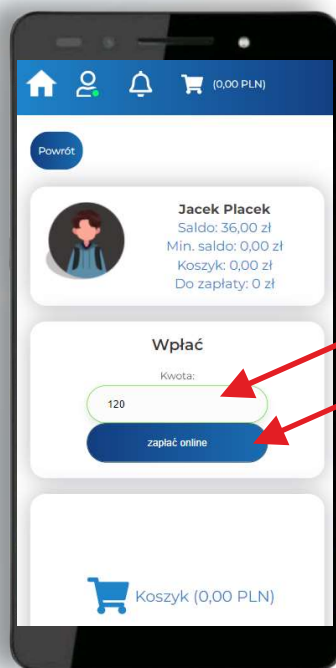 (0,00 PLN)
Powrót
Jacek Placek
Saldo: 36,00 zł
Min. saldo: 0,00 zł
Koszyk: 0,00 zł
Do zapłaty: 0 zł
Wpłać
Kwota:
120
zapłać online
Koszyk (0,00 PLN)